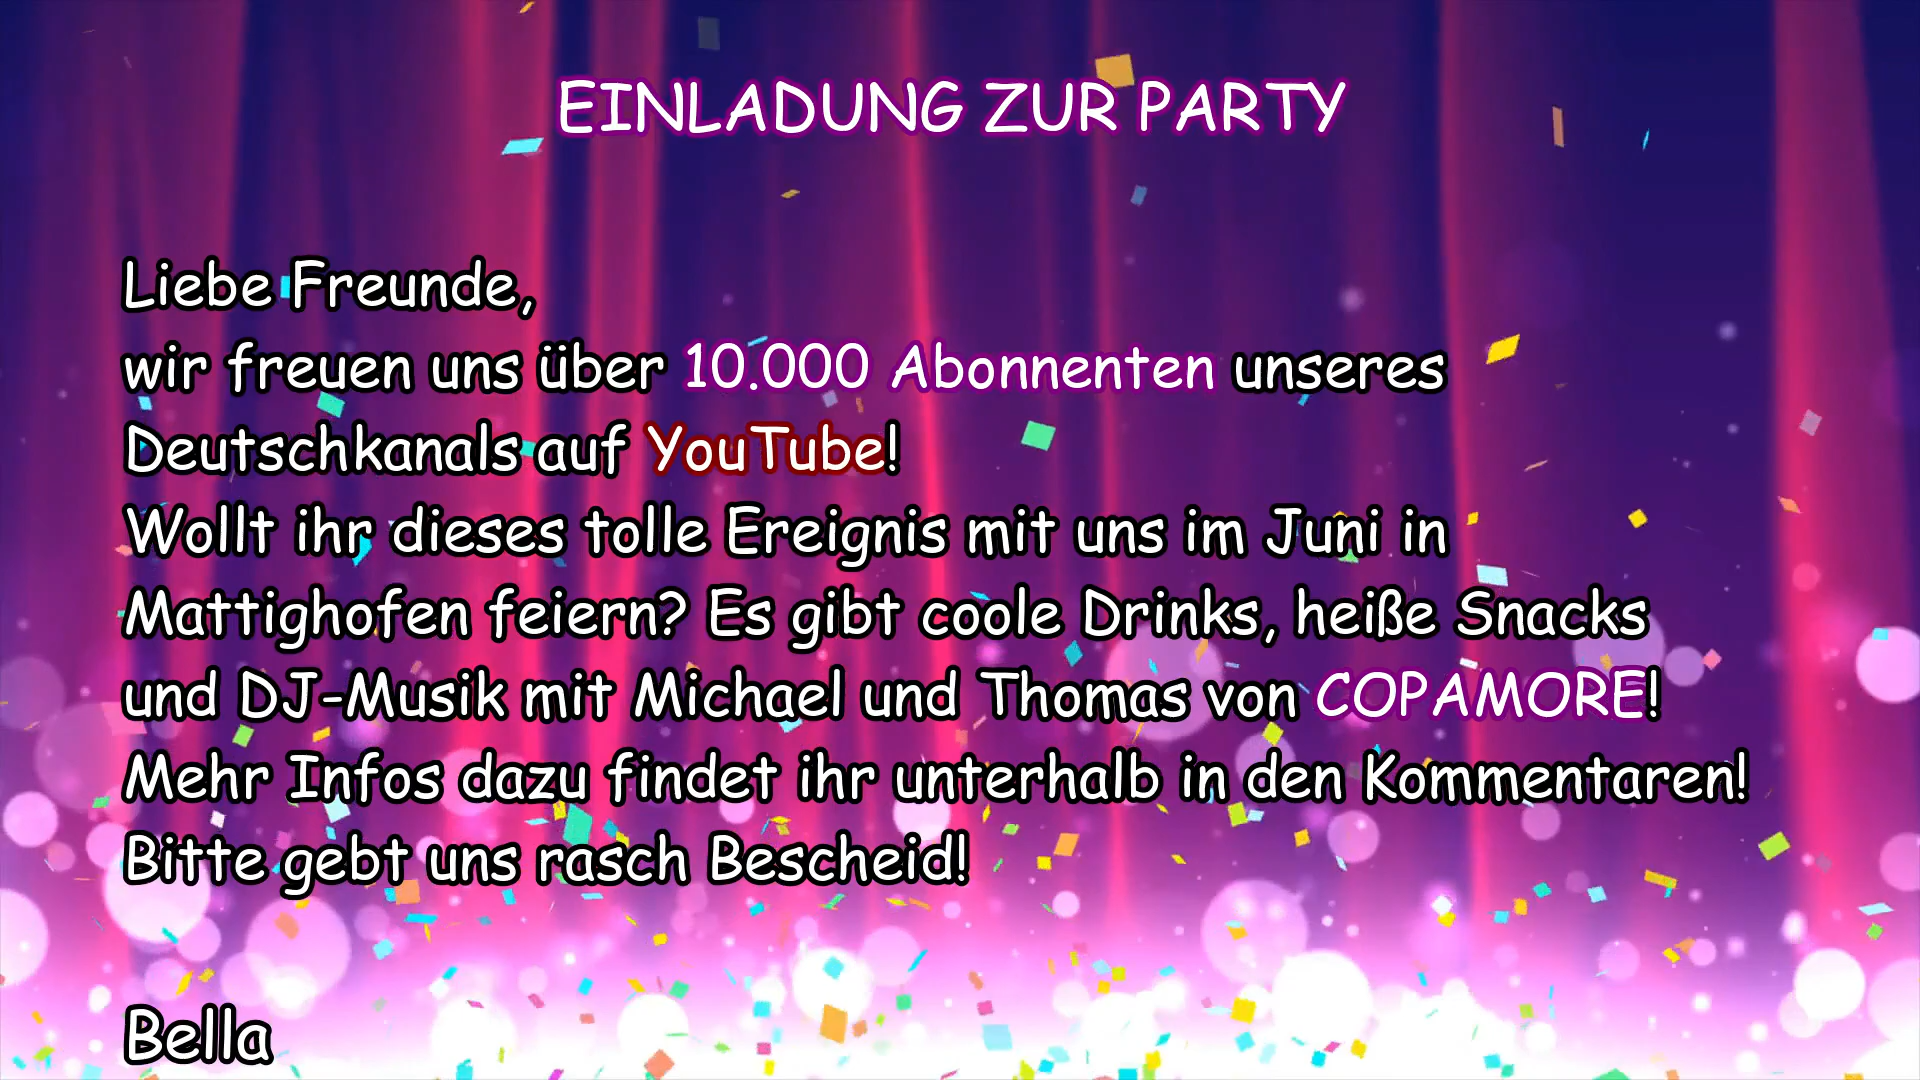 EINLADUNG ZUR PARTY
Liebe Freunde,
wir freuen uns über 10.000 Abonnenten unseres
Deutschkanals auf YouTube!
Wollt ihr dieses tolle Ereignis mit uns im Juni in
Mattighofen feiern? Es gibt coole Drinks, heiße Snacks
und DJ-Musik mit Michael und Thomas von COPAMORE!
Mehr Infos dazu findet ihr unterhalb in den Kommentaren!
Bitte gebt uns rasch Bescheid!
Bella